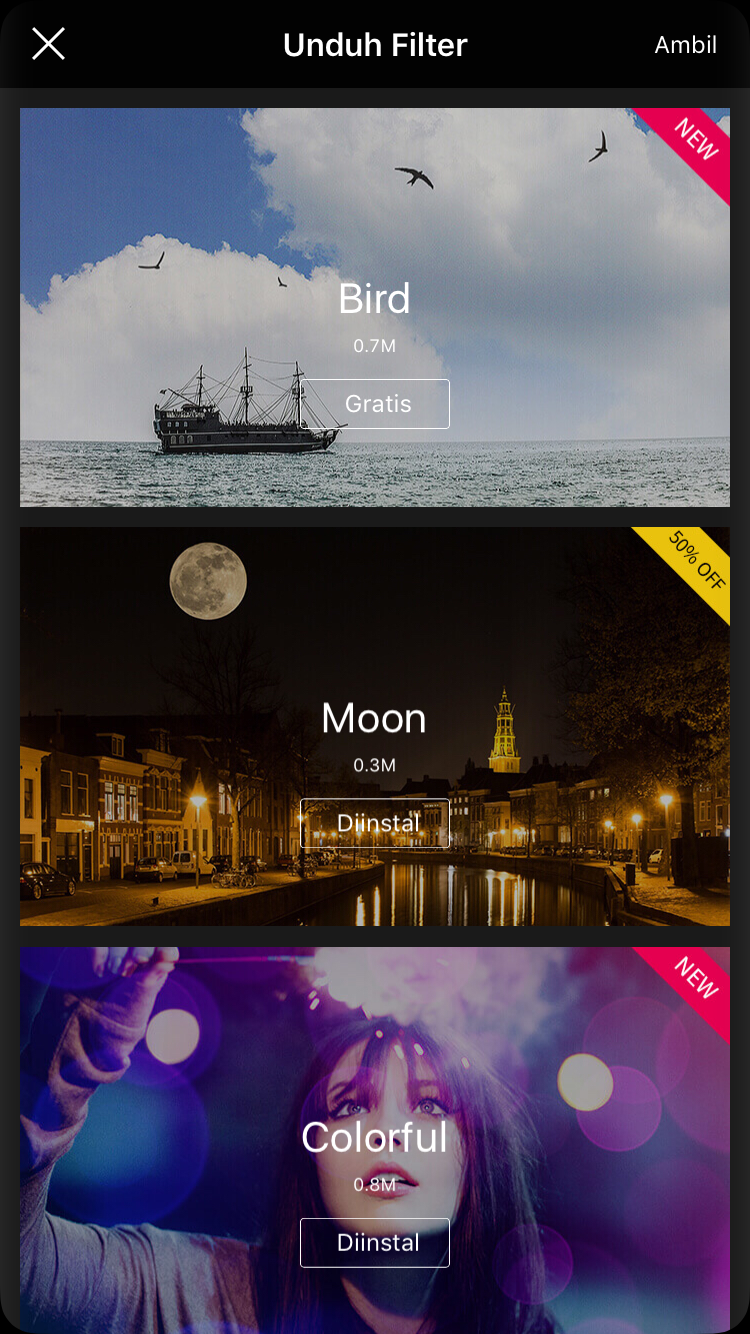 Unduh Filter
Ambil
NEW
Bird
0.7M
Gratis
50% OFF
Moon
0.3M
Diinstal
NEW
Colorful
0.8M
Diinstal